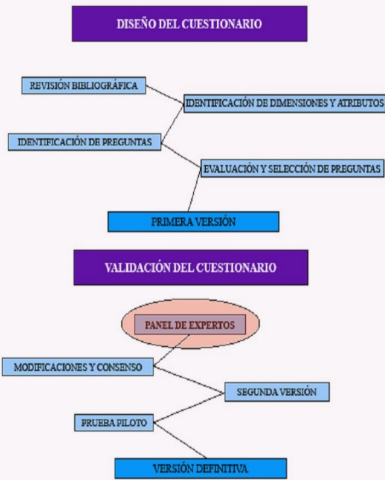 DISEÑO DEL CUESTIONARIO
REVISIÓN BIBLIOGRÁFICA
IDENTIFICACIÓN DE DIMENSIONES Y ATRIBUTOS
IDENTIFICACIÓN DE PREGUNTAS
EVALUACIÓN Y SELECCIÓN DE PREGUNTAS
PRIMERA VERSIÓN
VALIDACIÓN DEL CUESTIONARIO
PANEL DE EXPERTOS
MODIFICACIONES Y CONSENSO
SEGUNDA VERSIÓN
PRUEBA PILOTO
VERSIÓN DEFINITIVA